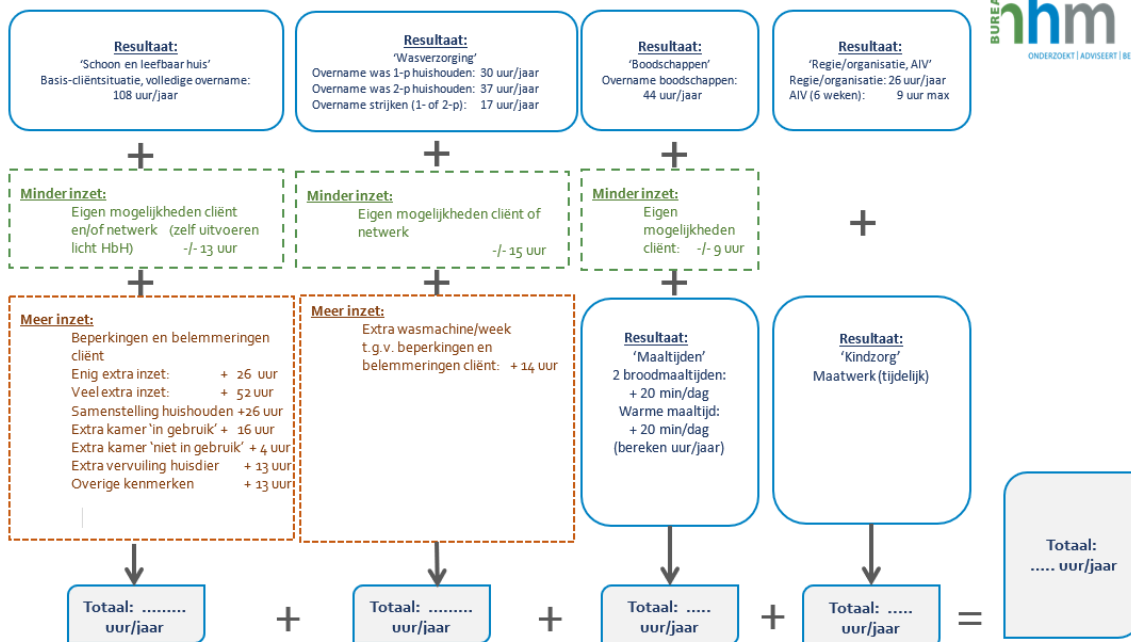 Resultaat:
'Schoon en leefbaar huis'
Basis-cliëntsituatie, volledige overname:
108 uur/jaar
Resultaat:
'Wasverzorging'
Overname was 1-p huishouden: 30 uur/jaar
Overname was 2-p huishouden: 37 uur/jaar
Overname strijken (1- of 2-p): 17 uur/jaar
Resultaat:
'Boodschappen'
Overname boodschappen:
44 uur/jaar
Resultaat:
'Regie/organisatie, AIV'
Regie/organisatie: 26 uur/jaar
AIV (6 weken): 9 uur max
BUREA
nhm
ONDERZOEKT | ADVISEERT | BE
+
+
+
Minder inzet:
Eigen mogelijkheden cliënt
en/of netwerk (zelf uitvoeren
licht HbH) -/- 13 uur
Minder inzet:
Eigen mogelijkheden cliënt of
netwerk
-/- 15 uur
Minder inzet:
Eigen
mogelijkheden
cliënt: -/- 9 uur
+
+
+
+
Meer inzet:
Beperkingen en belemmeringen
cliënt
Enig extra inzet: + 26 uur
Veel extra inzet: + 52 uur
Samenstelling huishouden +26 uur
Extra kamer 'in gebruik' + 16 uur
Extra kamer 'niet in gebruik' + 4 uur
Extra vervuiling huisdier + 13 uur
Overige kenmerken + 13 uur
Meer inzet:
Extra wasmachine/week
t.g.v. beperkingen en
belemmeringen cliënt: + 14 uur
Resultaat:
'Maaltijden'
2 broodmaaltijden:
+ 20 min/dag
Warme maaltijd:
+ 20 min/dag
(bereken uur/jaar)
Resultaat:
'Kindzorg'
Maatwerk (tijdelijk)
Totaal: .........
uur/jaar
+
Totaal: .........
uur/jaar
+
Totaal: .....
uur/jaar
+
Totaal: .....
uur/jaar
=
Totaal:
..... uur/jaar